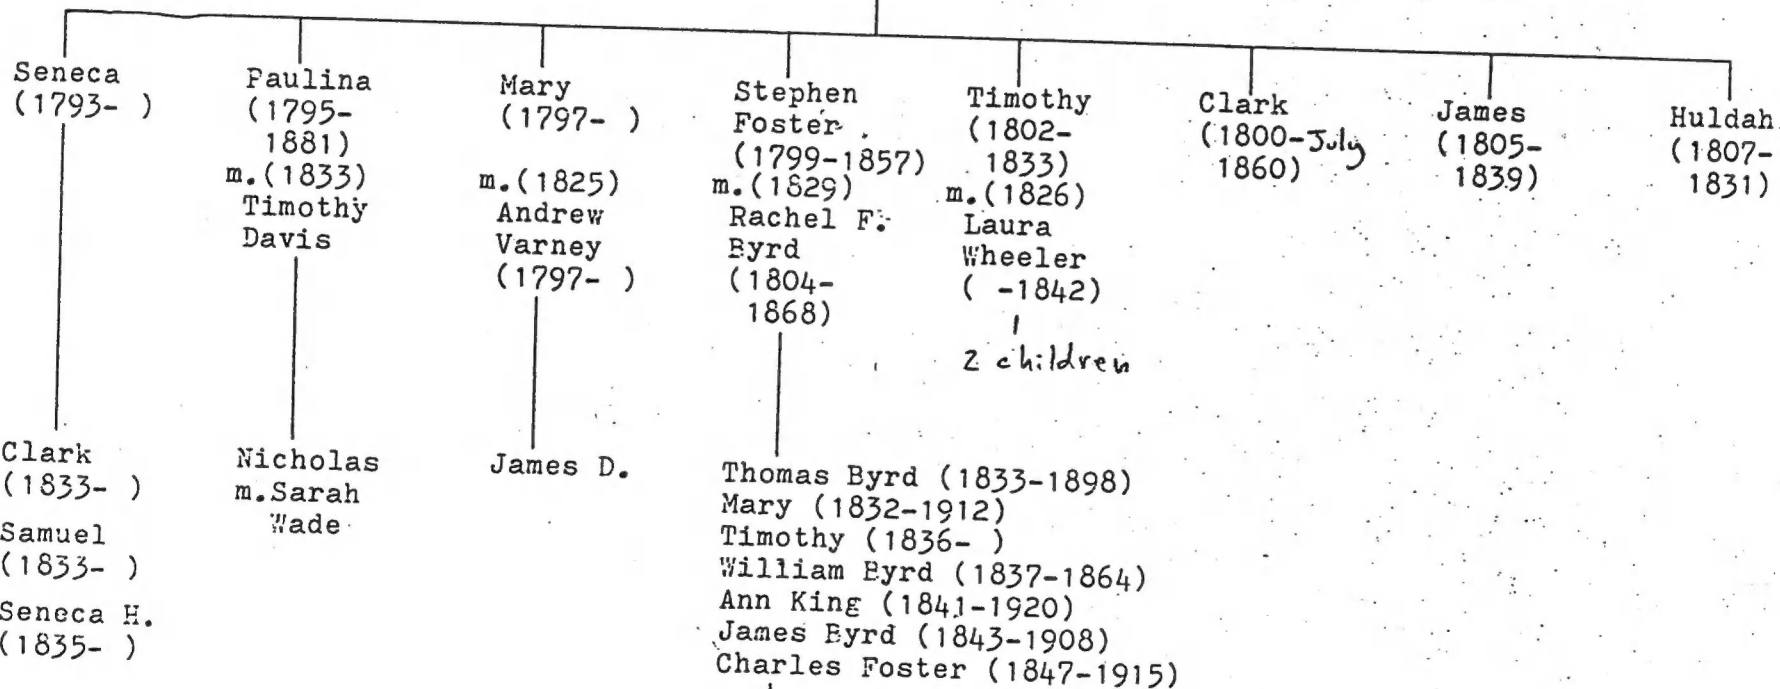 Seneca
(1793- )
Paulina
(1795-
1881)
m.(1833)
Timothy
Davis
Mary
(1797- )
m.(1825)
Andrew
Varney
(1797- )
Stephen
Foster
(1799-1857)
m.(1829)
Rachel F.
Byrd
(1804-
1868)
Timothy
(1802-
1833)
m.(1826)
Laura
Wheeler
( -1842)
2 children
Clark
(1800-July
1860)
James
(1805-
1839)
Huldah
(1807-
1831)
Clark
(1833- )
Samuel
(1833- )
Seneca H.
(1835- )
Nicholas
m.Sarah
Wade
James D.
Thomas Byrd (1833-1898)
Mary (1832-1912)
Timothy (1836- )
William Byrd (1837-1864)
Ann King (1841-1920)
James Byrd (1843-1908)
Charles Foster (1847-1915)